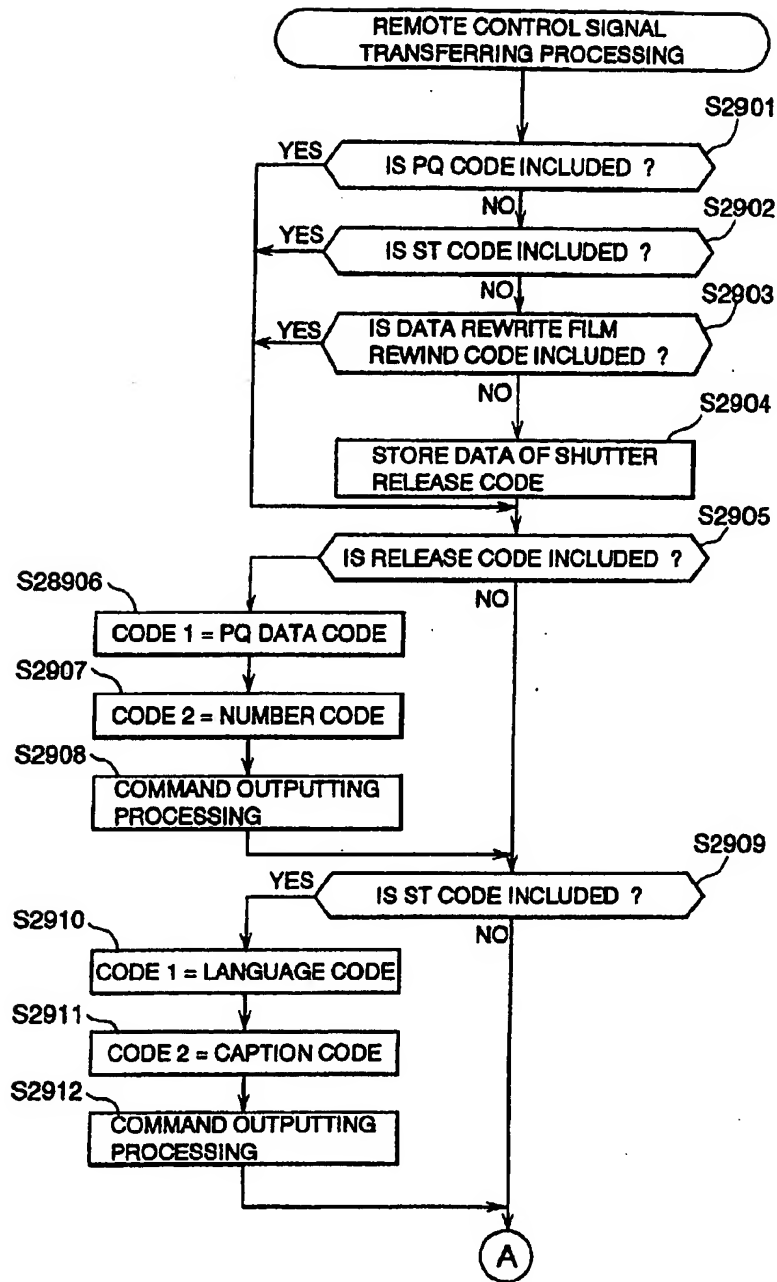 REMOTE CONTROL SIGNAL
TRANSFERRING PROCESSING
S2901
YES
IS PQ CODE INCLUDED ?
NO
S2902
YES
IS ST CODE INCLUDED ?
NO
S2903
YES
IS DATA REWRITE FILM
REWIND CODE INCLUDED ?
NO
S2904
STORE DATA OF SHUTTER
RELEASE CODE
S2905
IS RELEASE CODE INCLUDED ?
NO
S28906
CODE 1 = PQ DATA CODE
S2907
CODE 2 = NUMBER CODE
S2908
COMMAND OUTPUTTING
PROCESSING
S2909
YES
IS ST CODE INCLUDED ?
NO
S2910
CODE 1 = LANGUAGE CODE
S2911
CODE 2 = CAPTION CODE
S2912
COMMAND OUTPUTTING
PROCESSING
A